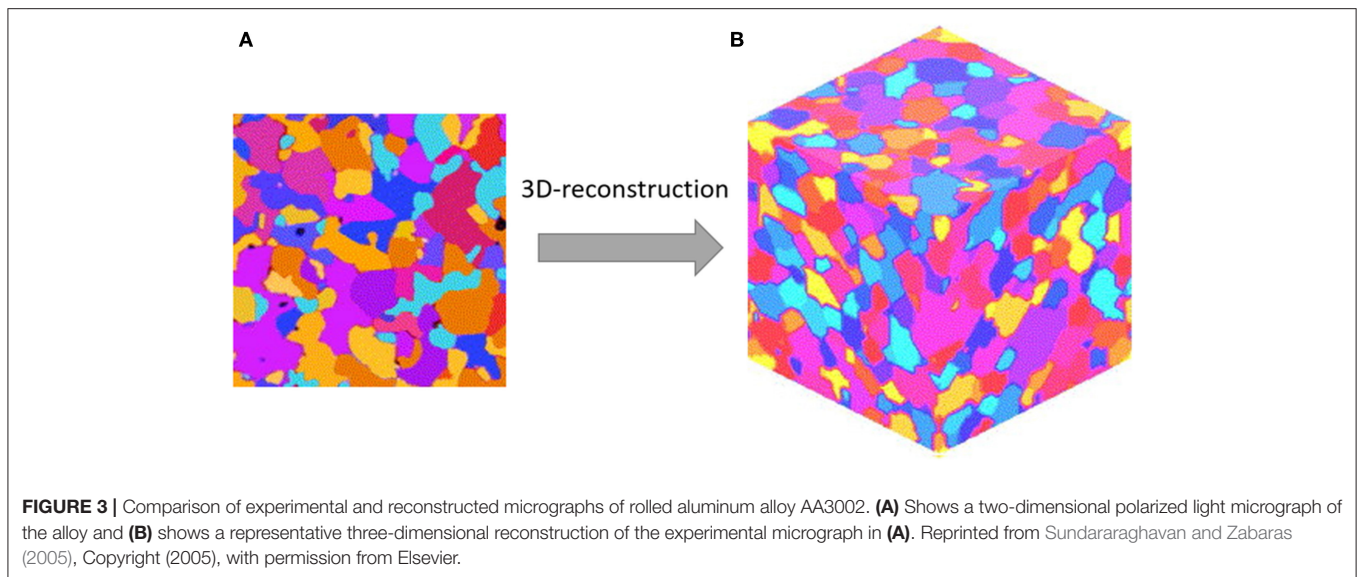 A
B
3D-reconstruction
FIGURE 3 | Comparison of experimental and reconstructed micrographs of rolled aluminum alloy AA3002. (A) Shows a two-dimensional polarized light micrograph of
the alloy and (B) shows a representative three-dimensional reconstruction of the experimental micrograph in (A). Reprinted from Sundararaghavan and Zabaras
(2005), Copyright (2005), with permission from Elsevier.